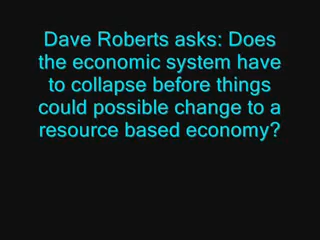 Dave Roberts asks: Does
the economic system have
to collapse before things
could possible change to a
resource based economy?